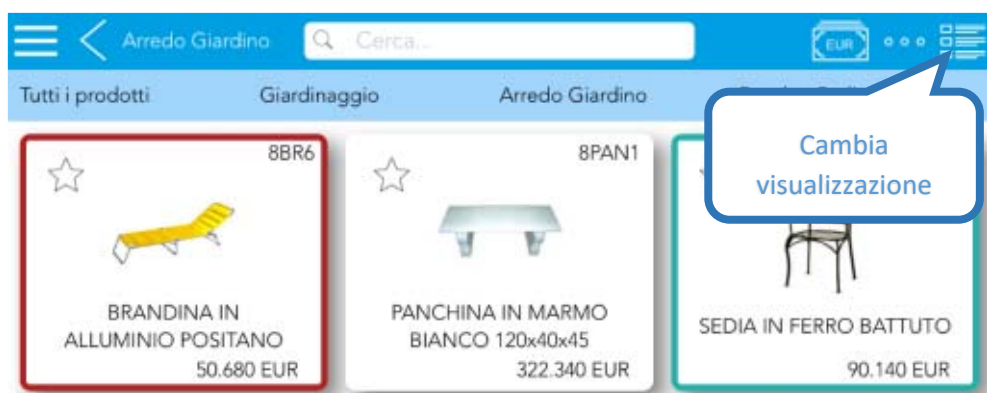 Arredo Giardino
Cerca...
EUR
Tutti i prodotti
Giardinaggio
Arredo Giardino
Cambia
visualizzazione
8BR6
8PAN1
BRANDINA IN
ALLUMINIO POSITANO
50.680 EUR
PANCHINA IN MARMO
BIANCO 120x40x45
322.340 EUR
SEDIA IN FERRO BATTUTO
90.140 EUR